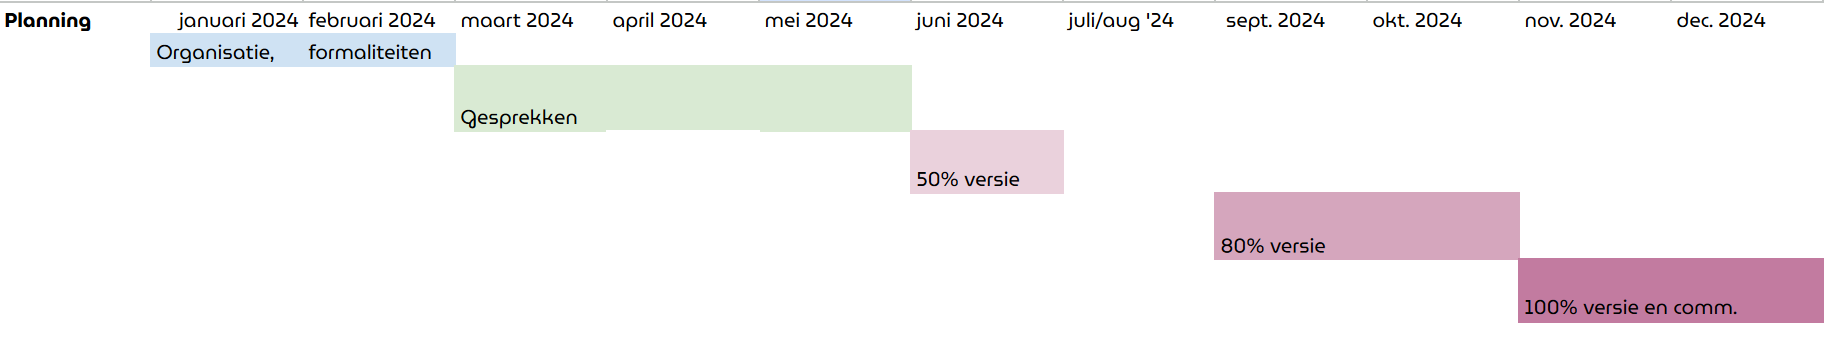 Planning januari 2024 februari 2024 maart 2024 april 2024 mei 2024 juni 2024 juli/aug '24 sept. 2024 okt. 2024 nov. 2024 dec. 2024
Organisatie, formaliteiten
Gesprekken
50% versie
80% versie
100% versie en comm.